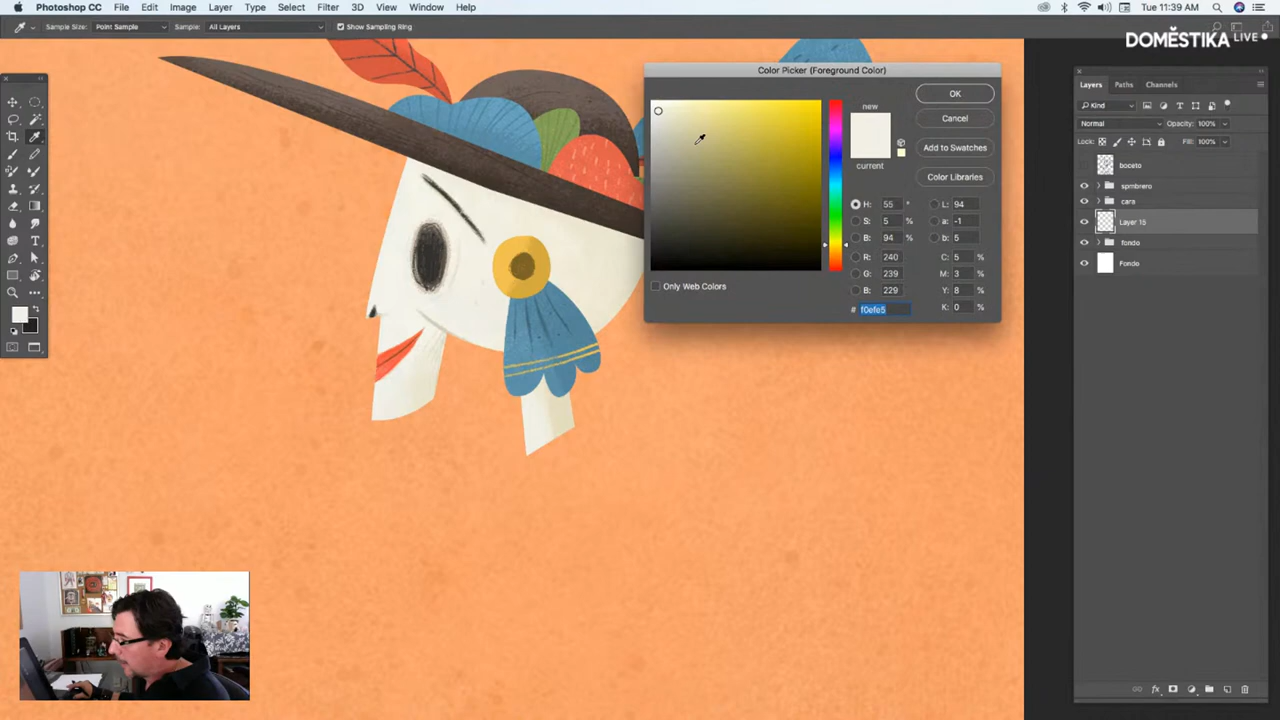 Photoshop CC File Edit Image Layer Type Select Filter 3D View Window Help Tue 11:39 AM
Sample Size: Point Sample Sample: All Layers Show Sampling Ring
DOMESTIKA LIVE
Color Picker (Foreground Color)
new
current
OK
Cancel
Add to Swatches
Color Libraries
H: 55 ° L: 94
S: 5 % a: -1
B: 94 % b: 5
R: 240 C: 5 %
G: 239 M: 3 %
B: 229 Y: 8 %
# f0efe5 K: 0 %
Only Web Colors
Layers Paths Channels
Kind
Normal Opacity: 100%
Lock: Fill: 100%
boceto
spmbrero
cara
Layer 15
fondo
Fondo